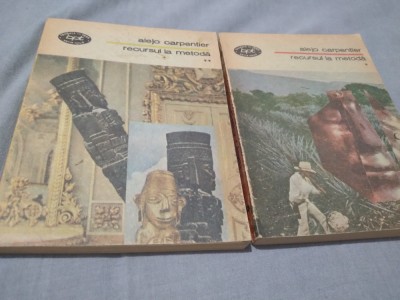 alejo carpentier
recursul la metodă
**
alejo carpentier
recursul la metodă
*